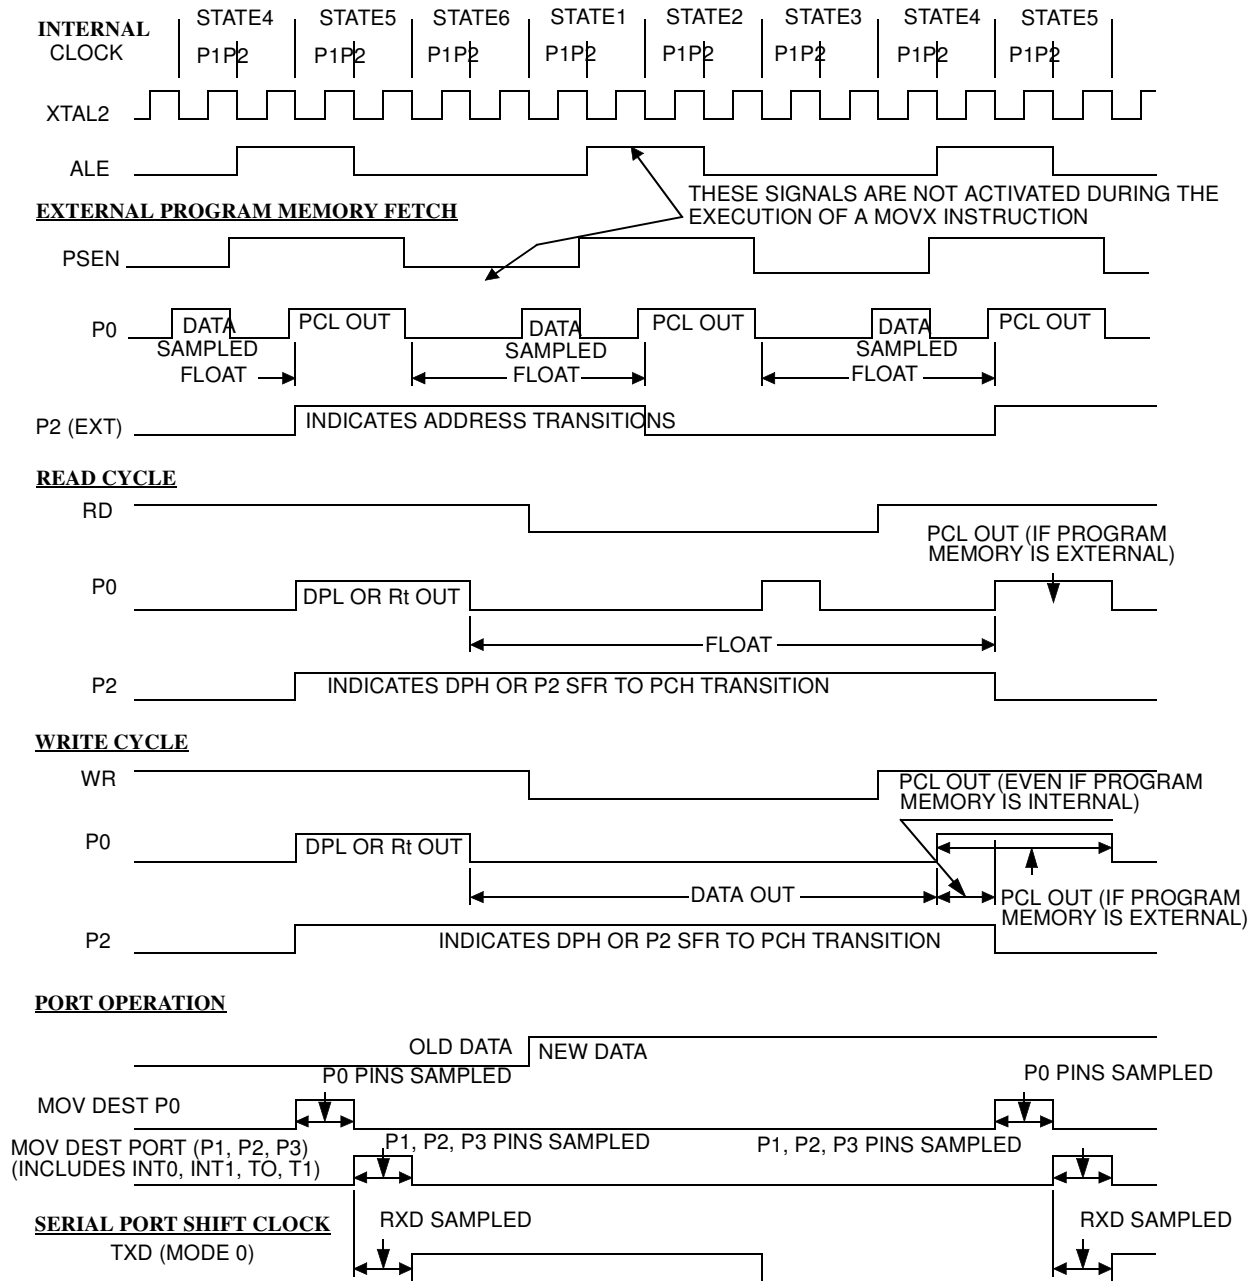 INTERNAL
CLOCK
STATE4 STATE5 STATE6 STATE1 STATE2 STATE3 STATE4 STATE5
P1P2 P1P2 P1P2 P1P2 P1P2 P1P2 P1P2 P1P2
XTAL2
ALE
THESE SIGNALS ARE NOT ACTIVATED DURING THE
EXECUTION OF A MOVX INSTRUCTION
EXTERNAL PROGRAM MEMORY FETCH
PSEN
P0
DATA PCL OUT DATA PCL OUT DATA PCL OUT
SAMPLED SAMPLED SAMPLED
FLOAT FLOAT FLOAT
P2 (EXT)
INDICATES ADDRESS TRANSITIONS
READ CYCLE
RD
PCL OUT (IF PROGRAM
MEMORY IS EXTERNAL)
P0
DPL OR Rt OUT
FLOAT
P2
INDICATES DPH OR P2 SFR TO PCH TRANSITION
WRITE CYCLE
WR
PCL OUT (EVEN IF PROGRAM
MEMORY IS INTERNAL)
P0
DPL OR Rt OUT
DATA OUT
PCL OUT (IF PROGRAM
MEMORY IS EXTERNAL)
P2
INDICATES DPH OR P2 SFR TO PCH TRANSITION
PORT OPERATION
OLD DATA NEW DATA
P0 PINS SAMPLED P0 PINS SAMPLED
MOV DEST P0
MOV DEST PORT (P1, P2, P3)
(INCLUDES INT0, INT1, TO, T1)
P1, P2, P3 PINS SAMPLED P1, P2, P3 PINS SAMPLED
SERIAL PORT SHIFT CLOCK
TXD (MODE 0)
RXD SAMPLED RXD SAMPLED